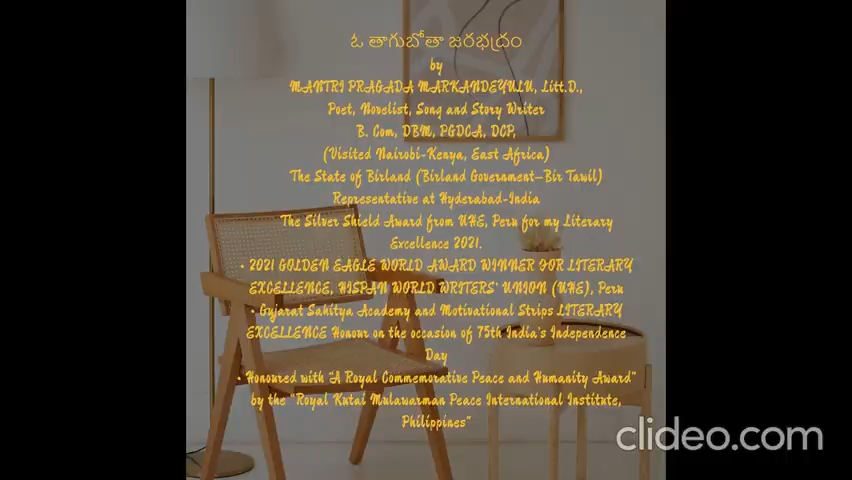 ఓ తాగుబోతా జరభద్రం
by
MANTRI PRAGADA MARKANDEYULU, Litt.D.,
Poet, Novelist, Song and Story Writer
B. Com, DBM, PGDCA, DCP,
(Visited Nairobi-Kenya, East Africa)
The State of Birland (Birland Government–Bir Tawil)
Representative at Hyderabad-India
The Silver Shield Award from UHE, Peru for my Literary
Excellence 2021.
• 2021 GOLDEN EAGLE WORLD AWARD WINNER FOR LITERARY
EXCELLENCE, HISPAN WORLD WRITERS' UNION (UHE), Peru
• Gujarat Sahitya Academy and Motivational Strips LITERARY
EXCELLENCE Honour on the occasion of 75th India's Independence
Day
• Honoured with "A Royal Commemorative Peace and Humanity Award"
by the "Royal Kutai Mulawarman Peace International Institute,
Philippines"
clideo.com